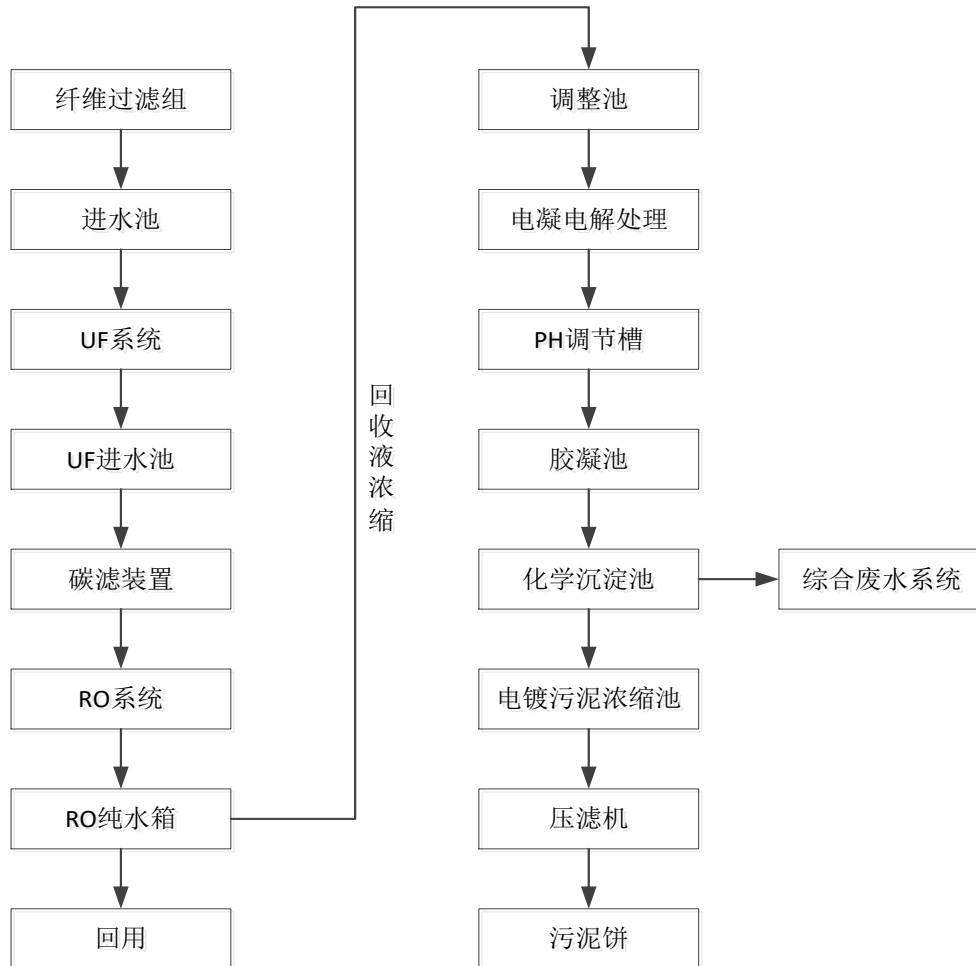 纤维过滤组
进水池
UF系统
UF进水池
碳滤装置
RO系统
RO纯水箱
回用
回收液浓缩
调整池
电凝电解处理
PH调节槽
胶凝池
化学沉淀池
综合废水系统
电镀污泥浓缩池
压滤机
污泥饼